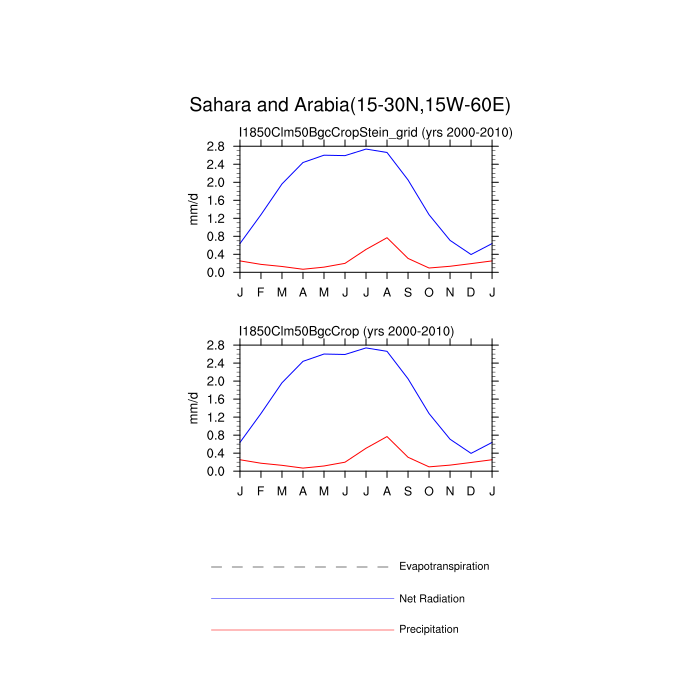 Sahara and Arabia(15-30N,15W-60E)
I1850Clm50BgcCropStein_grid (yrs 2000-2010)
2.8
2.4
2.0
1.6
1.2
0.8
0.4
0.0
mm/d
J F M A M J J A S O N D J
I1850Clm50BgcCrop (yrs 2000-2010)
2.8
2.4
2.0
1.6
1.2
0.8
0.4
0.0
mm/d
J F M A M J J A S O N D J
Evapotranspiration
Net Radiation
Precipitation